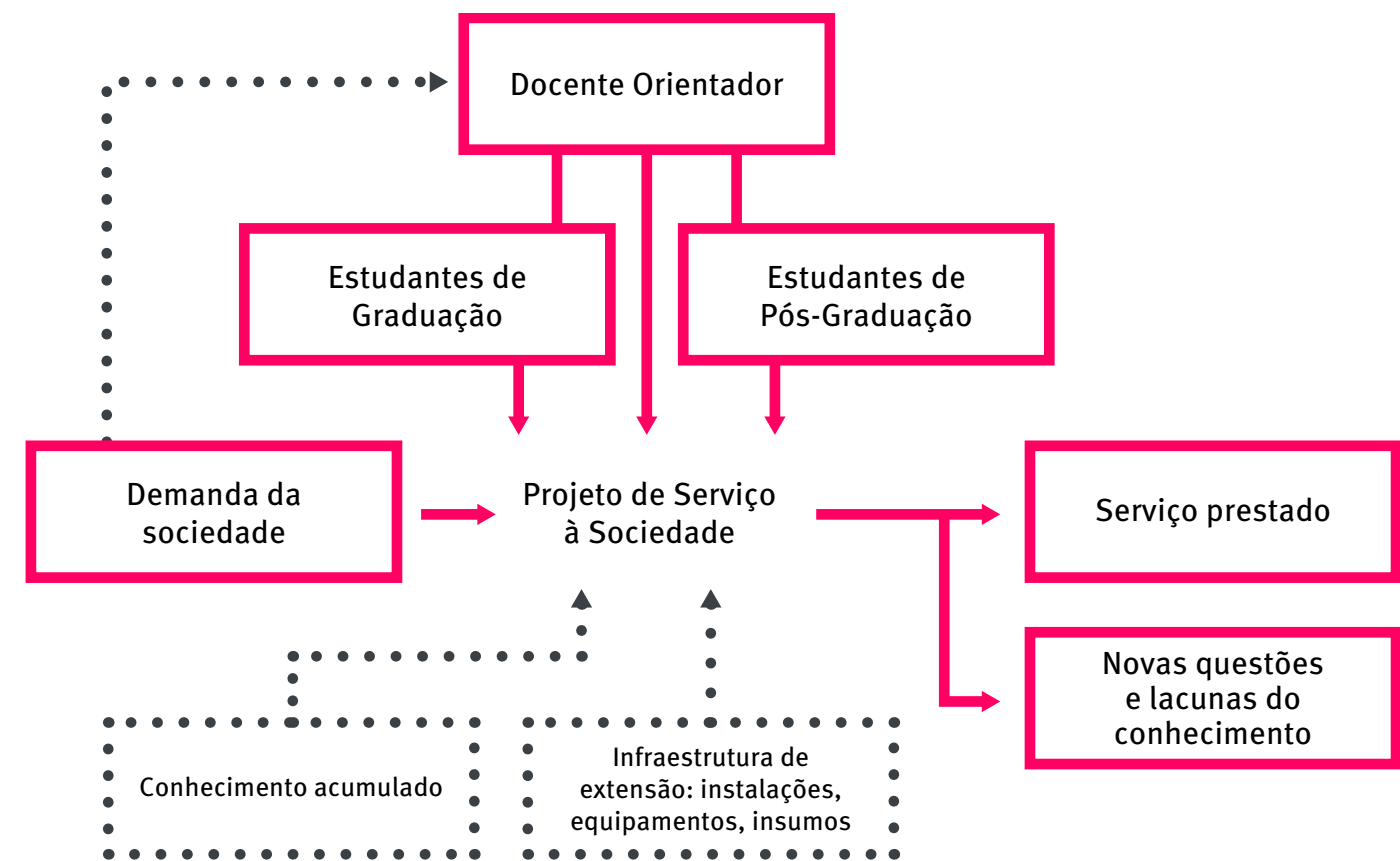 Docente Orientador
Estudantes de
Graduação
Estudantes de
Pós-Graduação
Demanda da
sociedade
Projeto de Serviço
à Sociedade
Serviço prestado
Novas questões
e lacunas do
conhecimento
Conhecimento acumulado
Infraestrutura de
extensão: instalações,
equipamentos, insumos